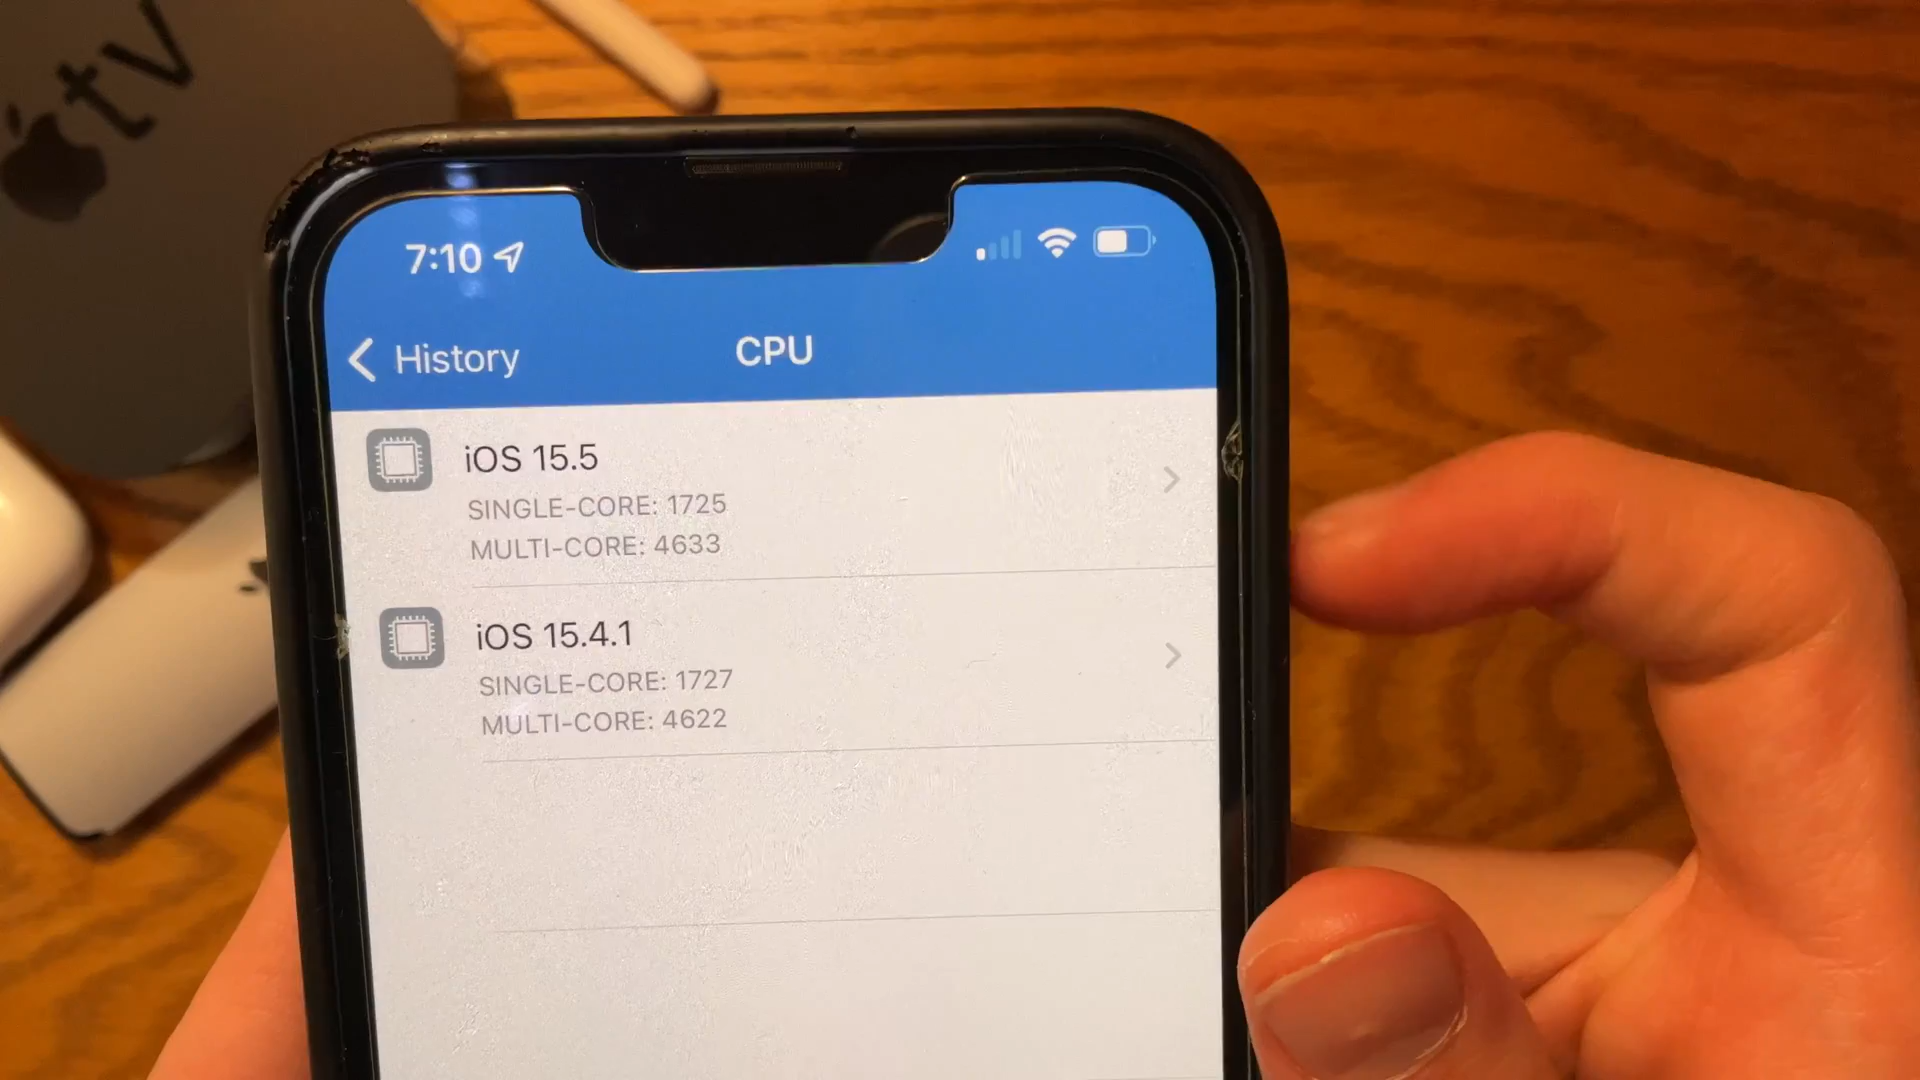 tv
7:10
History
CPU
iOS 15.5
SINGLE-CORE: 1725
MULTI-CORE: 4633
iOS 15.4.1
SINGLE-CORE: 1727
MULTI-CORE: 4622